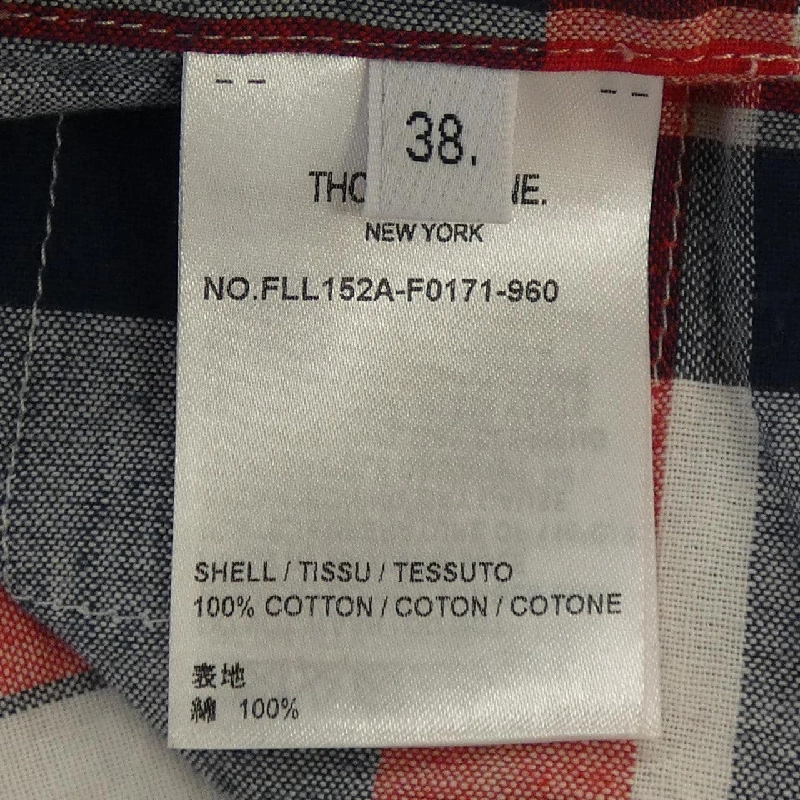 38.
THO NE.
NEW YORK
NO.FLL152A-F0171-960
SHELL / TISSU / TESSUTO
100% COTTON / COTON / COTONE
表地
綿 100%